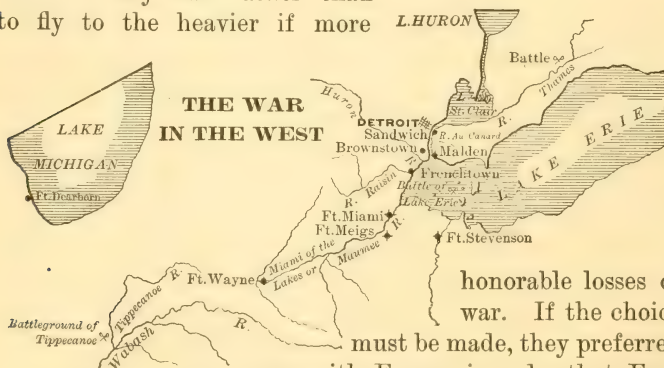 to fly to the heavier if more
L. HURON
Battle
Thames
R.
Huron
R.
THE WAR
IN THE WEST
LAKE
MICHIGAN
Ft. Dearborn
St. Clair
DETROIT
Sandwich
R. Au Canard
Brownstown
Malden
LAKE ERIE
Frenchtown
R. Raisin
Battle of
Lake Erie
Ft. Miami
Ft. Meigs
Ft. Stevenson
Miami of the
Lakes or Maumee R.
Ft. Wayne
Tippecanoe R.
Battleground of
Tippecanoe
Wabash R.
honorable losses
war. If the
must be made, they